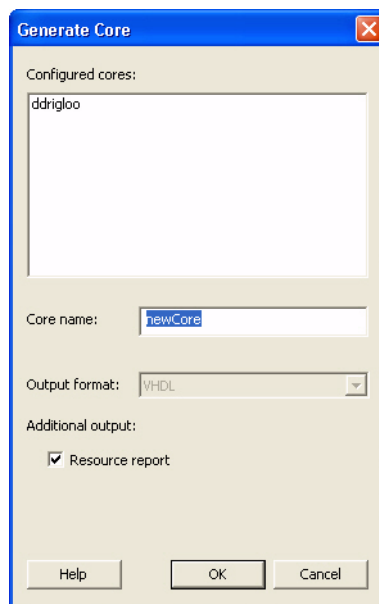 Generate Core
Configured cores:
ddrigloo
Core name: newCore
Output format: VHDL
Additional output:
Resource report
Help OK Cancel